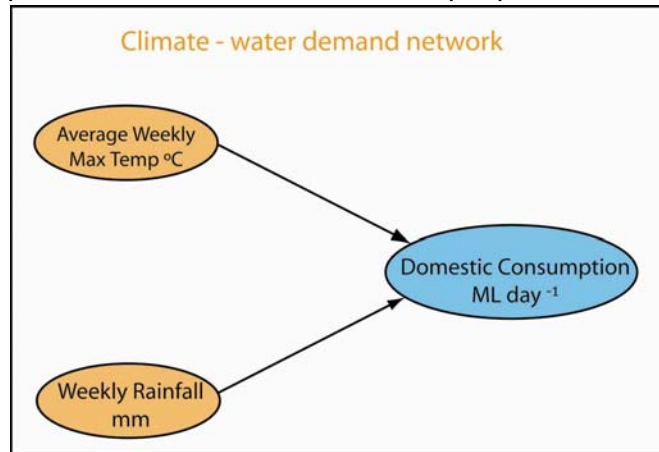 Climate - water demand network
Average Weekly
Max Temp ºC
Domestic Consumption
ML day ⁻¹
Weekly Rainfall
mm